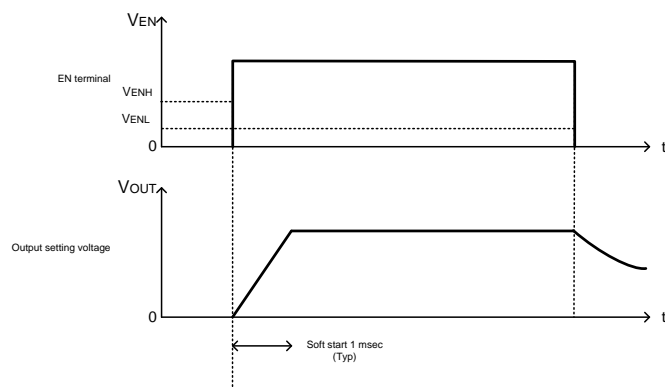 VEN
EN terminal
VENH
VENL
0
t
VOUT
Output setting voltage
0
t
Soft start 1 msec
(Typ)